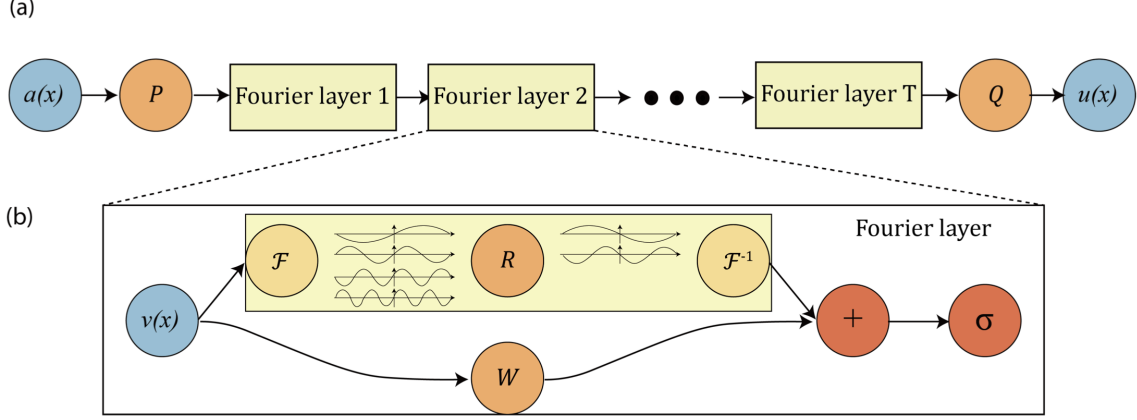 (a)
a(x) P Fourier layer 1 Fourier layer 2 Fourier layer T Q u(x)
(b)
Fourier layer
ℱ R ℱ⁻¹
v(x) + σ
W